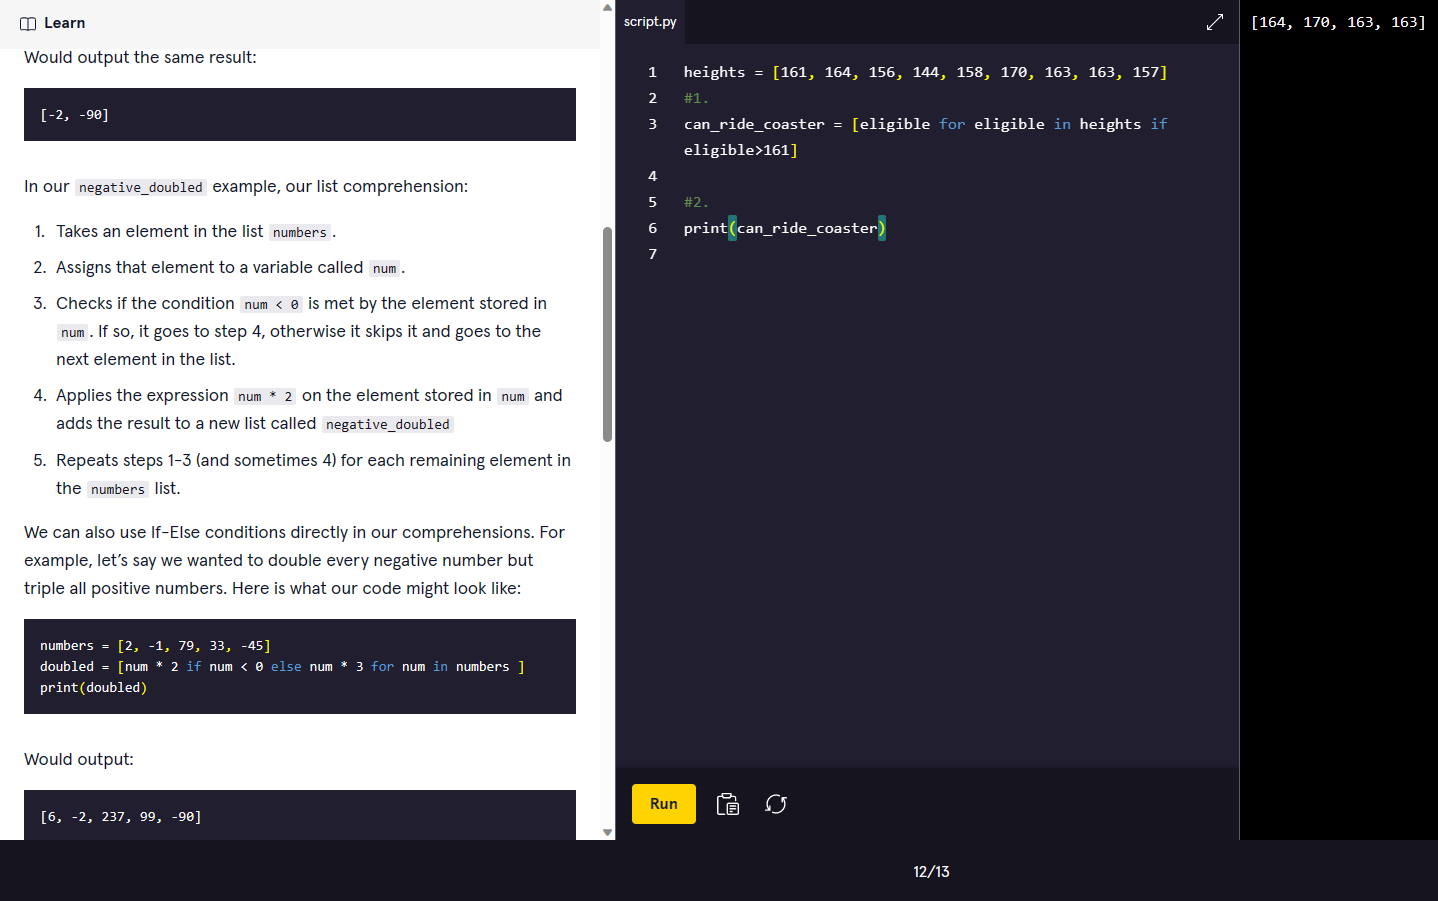 Learn
Would output the same result:
[-2, -90]
In our negative_doubled example, our list comprehension:
1. Takes an element in the list numbers.
2. Assigns that element to a variable called num.
3. Checks if the condition num < 0 is met by the element stored in
num. If so, it goes to step 4, otherwise it skips it and goes to the
next element in the list.
4. Applies the expression num * 2 on the element stored in num and
adds the result to a new list called negative_doubled
5. Repeats steps 1-3 (and sometimes 4) for each remaining element in
the numbers list.
We can also use If-Else conditions directly in our comprehensions. For
example, let's say we wanted to double every negative number but
triple all positive numbers. Here is what our code might look like:
numbers = [2, -1, 79, 33, -45]
doubled = [num * 2 if num < 0 else num * 3 for num in numbers ]
print(doubled)
Would output:
[6, -2, 237, 99, -90]
script.py
1 heights = [161, 164, 156, 144, 158, 170, 163, 163, 157]
2 #1.
3 can_ride_coaster = [eligible for eligible in heights if
eligible>161]
4
5 #2.
6 print(can_ride_coaster)
7
Run
[164, 170, 163, 163]
12/13